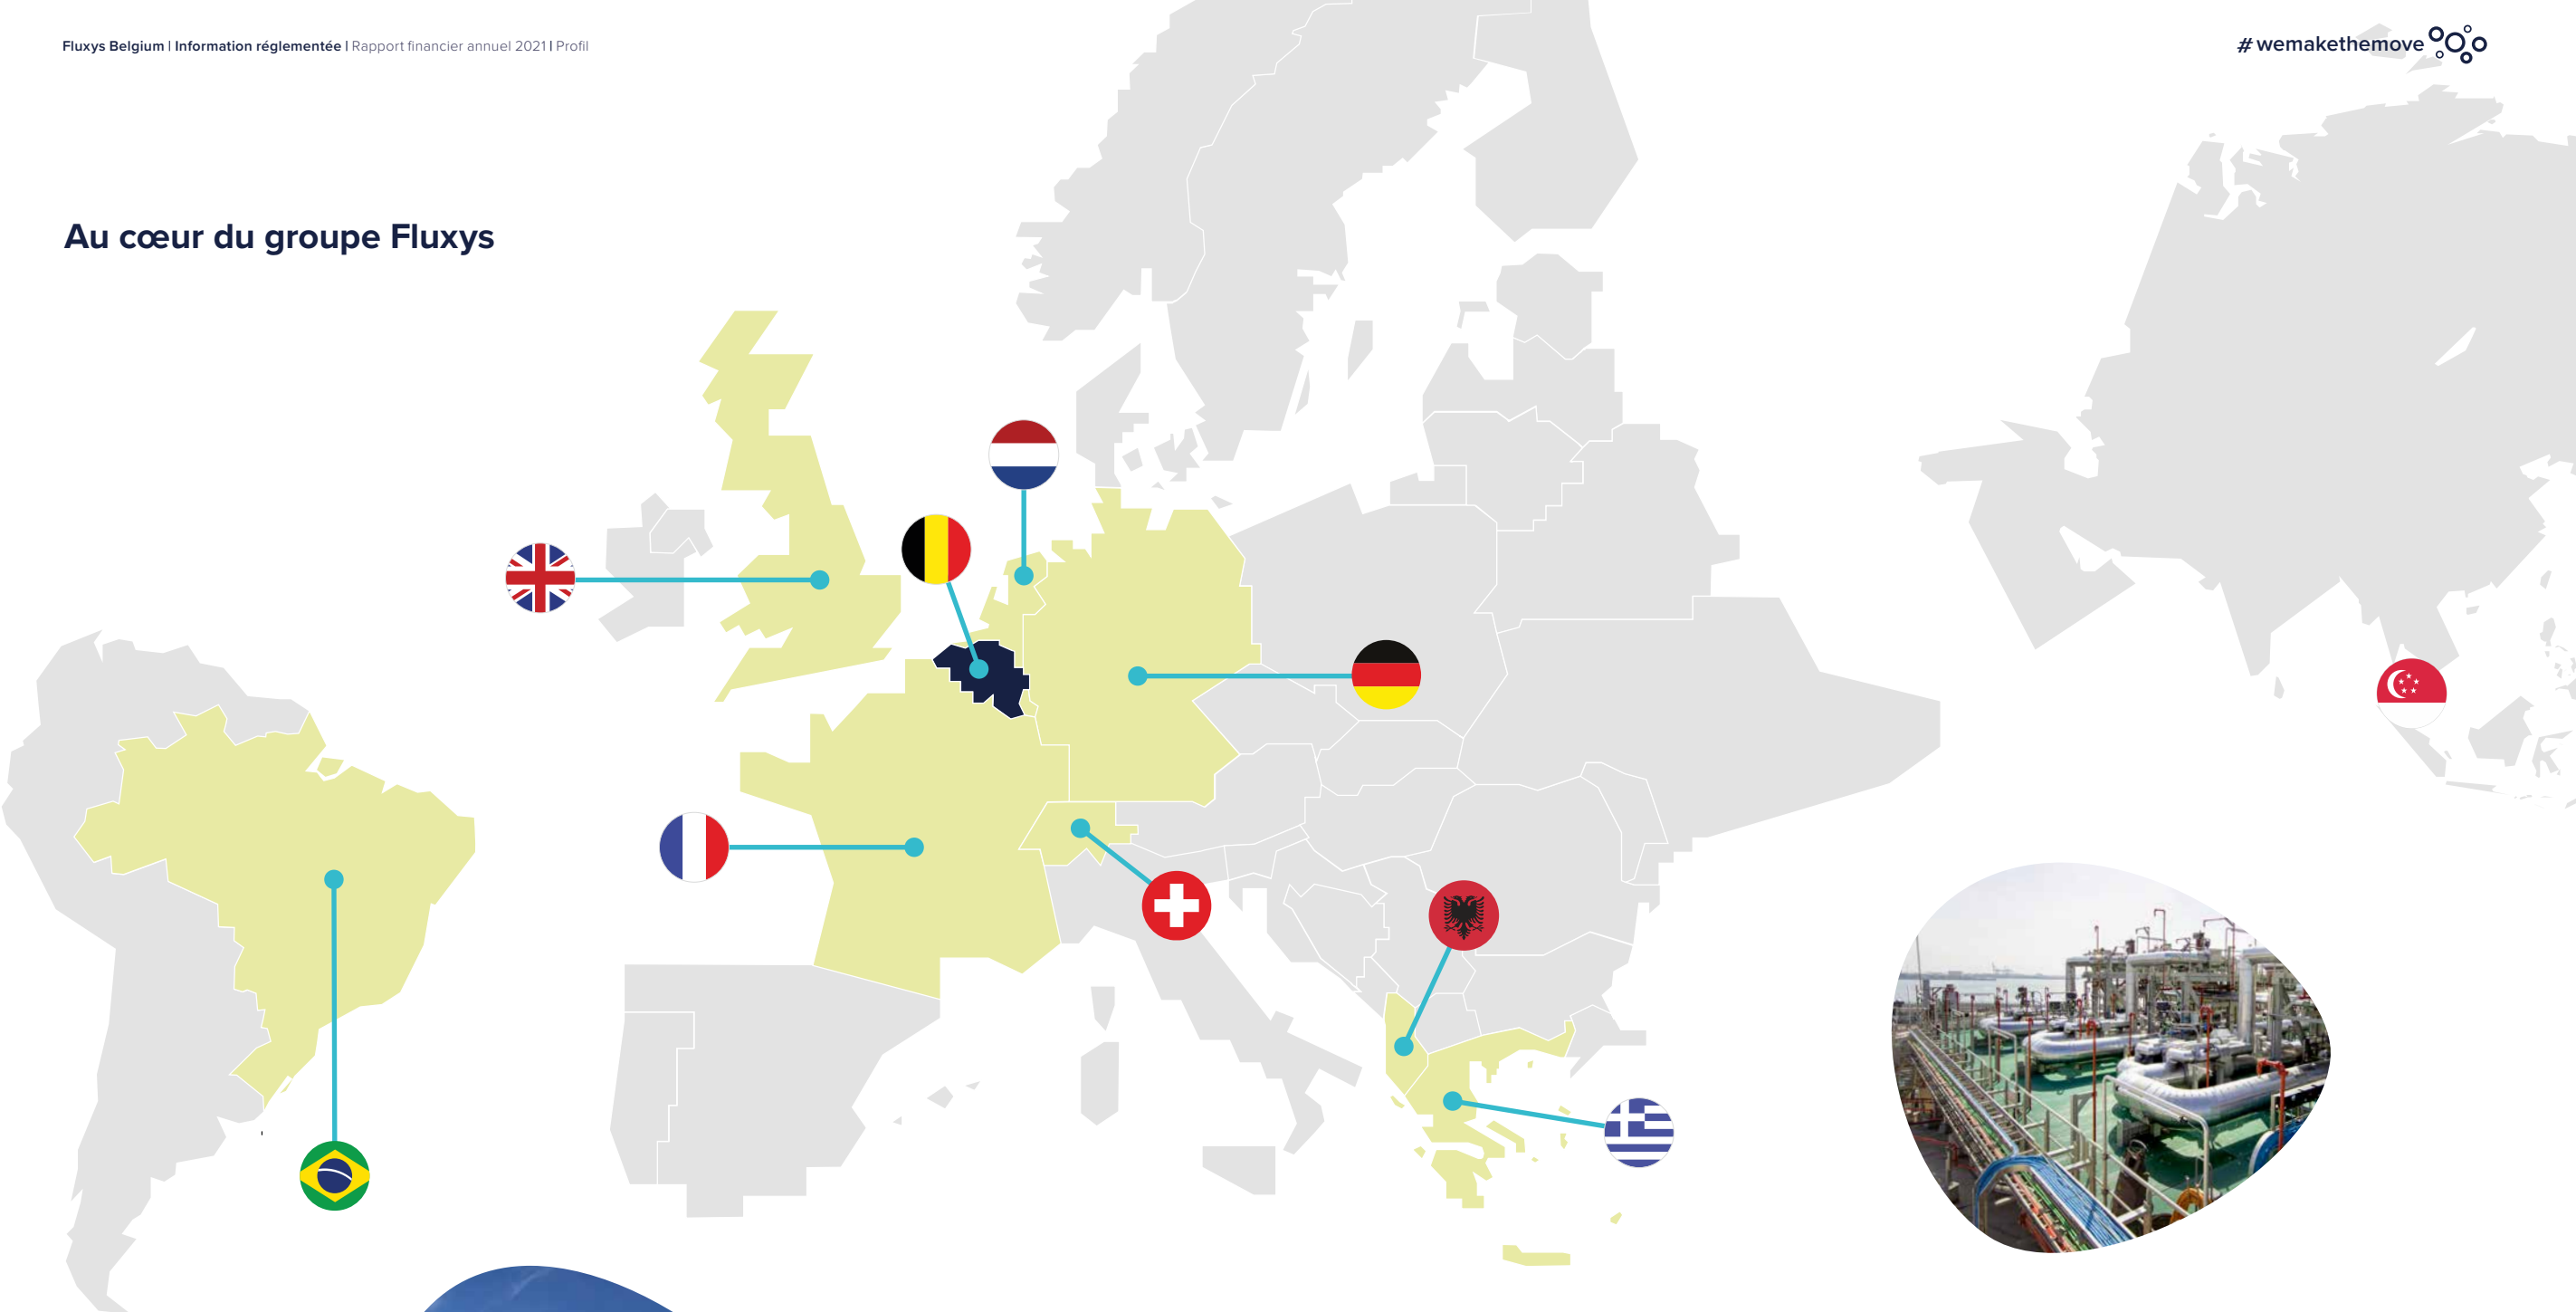 Fluxys Belgium | Information réglementée | Rapport financier annuel 2021 | Profil
#wemakethemove
Au cœur du groupe Fluxys